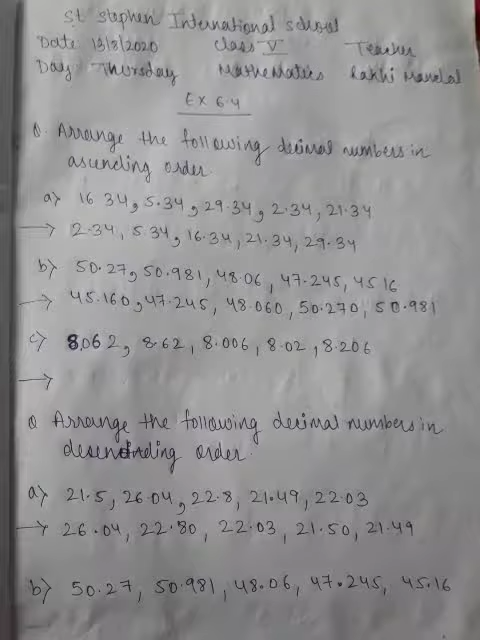 St Stephen International school
Date 13/8/2020 Class V Teacher
Day Thursday Mathematics Rakhi Mandal
Ex 6.4
Q. Arrange the following decimal numbers in
ascending order.
a) 16 34, 5.34, 29.34, 2.34, 21.34
→ 2.34, 5.34, 16.34, 21.34, 29.34
b) 50.27, 50.981, 48.06, 47.245, 45 16
→ 45.160, 47.245, 48.060, 50.270, 50.981
c) 8.062, 8.62, 8.006, 8.02, 8.206
→
Q Arrange the following decimal numbers in
desending order.
a) 21.5, 26.04, 22.8, 21.49, 22.03
→ 26.04, 22.80, 22.03, 21.50, 21.49
b) 50.27, 50.981, 48.06, 47.245, 45.16